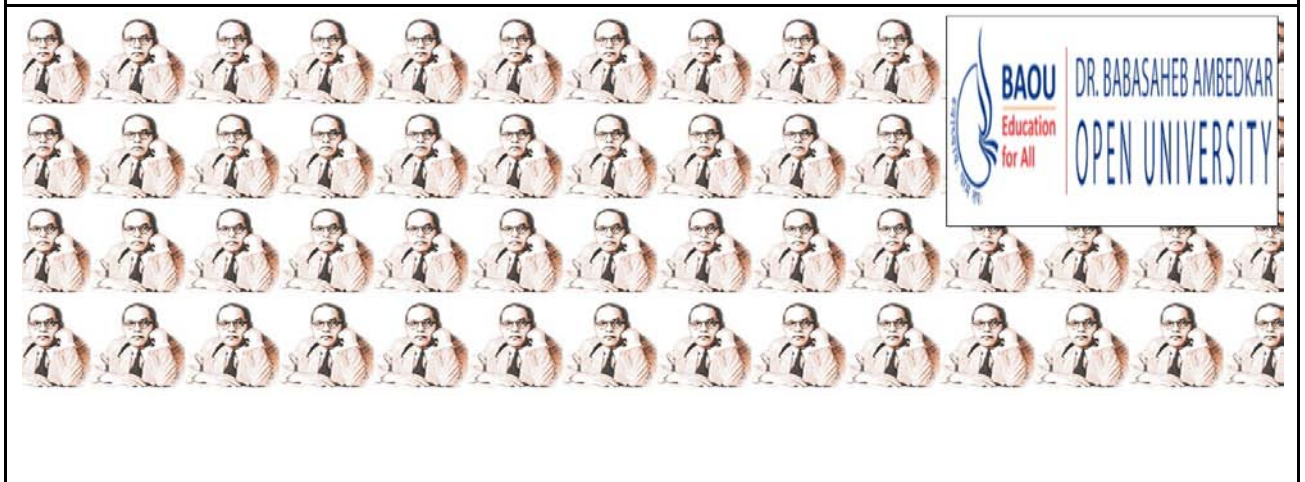 BAOU
Education
for All
DR. BABASAHEB AMBEDKAR
OPEN UNIVERSITY